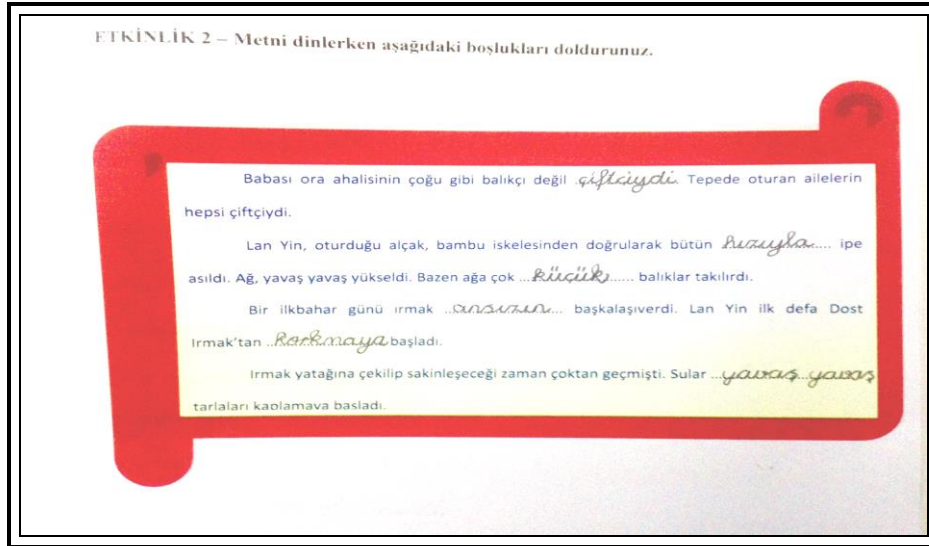 ETKİNLİK 2 – Metni dinlerken aşağıdaki boşlukları doldurunuz.
Babası ora ahalisinin çoğu gibi balıkçı değil çiftçiydi. Tepede oturan ailelerin
hepsi çiftçiydi.
Lan Yin, oturduğu alçak, bambu iskelesinden doğrularak bütün hızıyla.... ipe
asıldı. Ağ, yavaş yavaş yükseldi. Bazen ağa çok ...küçük...... balıklar takılırdı.
Bir ilkbahar günü ırmak ..ansızın... başkalaşıverdi. Lan Yin ilk defa Dost
Irmak'tan ..korkmaya başladı.
Irmak yatağına çekilip sakinleşeceği zaman çoktan geçmişti. Sular ...yavaş..yavaş
tarlaları kaplamaya başladı.